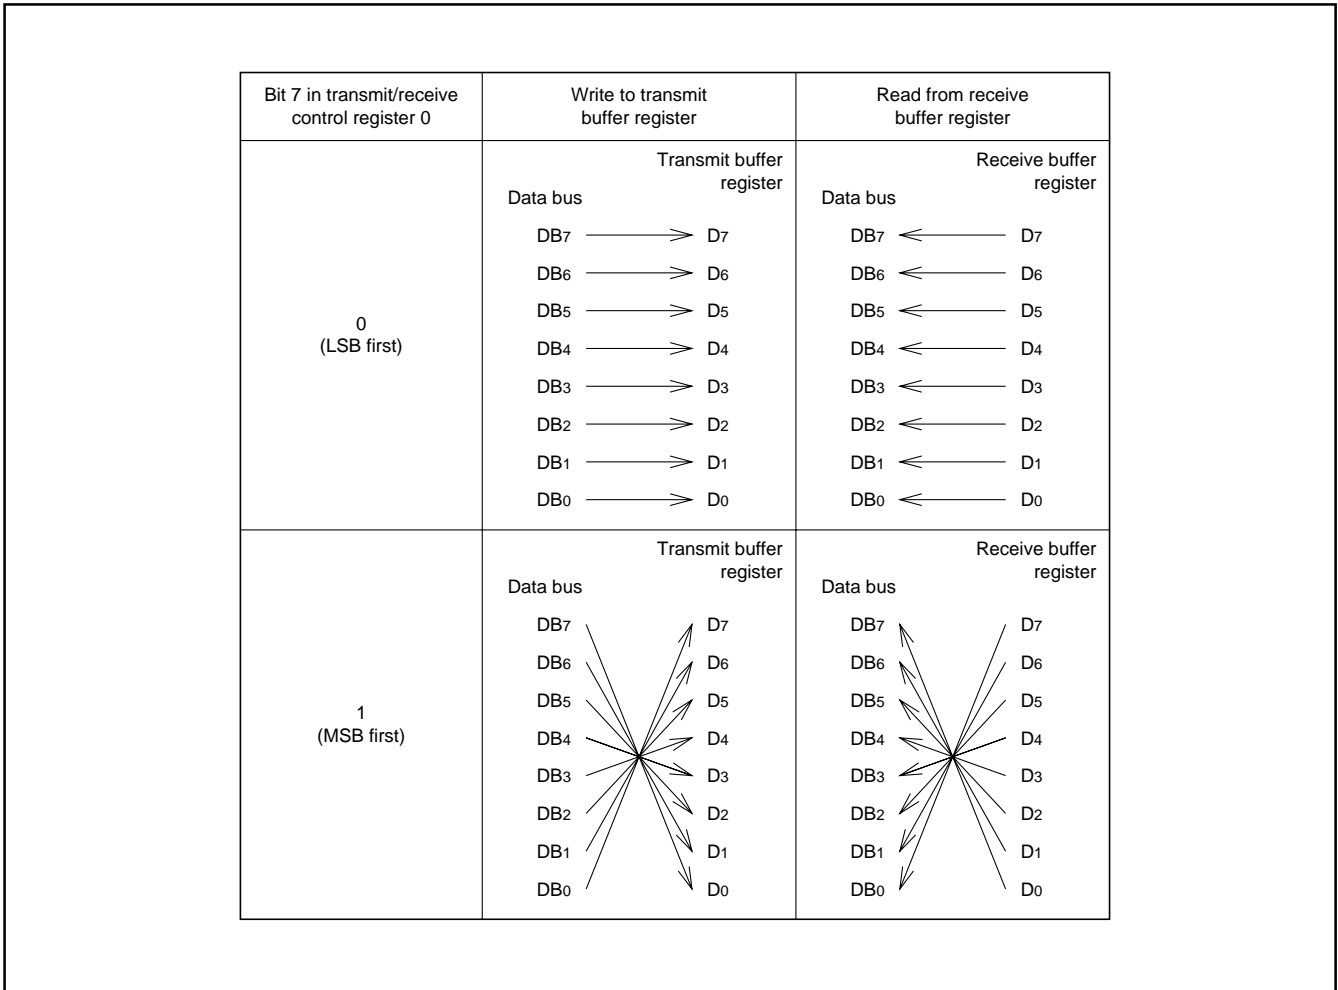 Bit 7 in transmit/receive
control register 0
Write to transmit
buffer register
Read from receive
buffer register
0
(LSB first)
Transmit buffer
register
Data bus
DB7 D7
DB6 D6
DB5 D5
DB4 D4
DB3 D3
DB2 D2
DB1 D1
DB0 D0
Receive buffer
register
Data bus
DB7 D7
DB6 D6
DB5 D5
DB4 D4
DB3 D3
DB2 D2
DB1 D1
DB0 D0
1
(MSB first)
Transmit buffer
register
Data bus
DB7 D7
DB6 D6
DB5 D5
DB4 D4
DB3 D3
DB2 D2
DB1 D1
DB0 D0
Receive buffer
register
Data bus
DB7 D7
DB6 D6
DB5 D5
DB4 D4
DB3 D3
DB2 D2
DB1 D1
DB0 D0